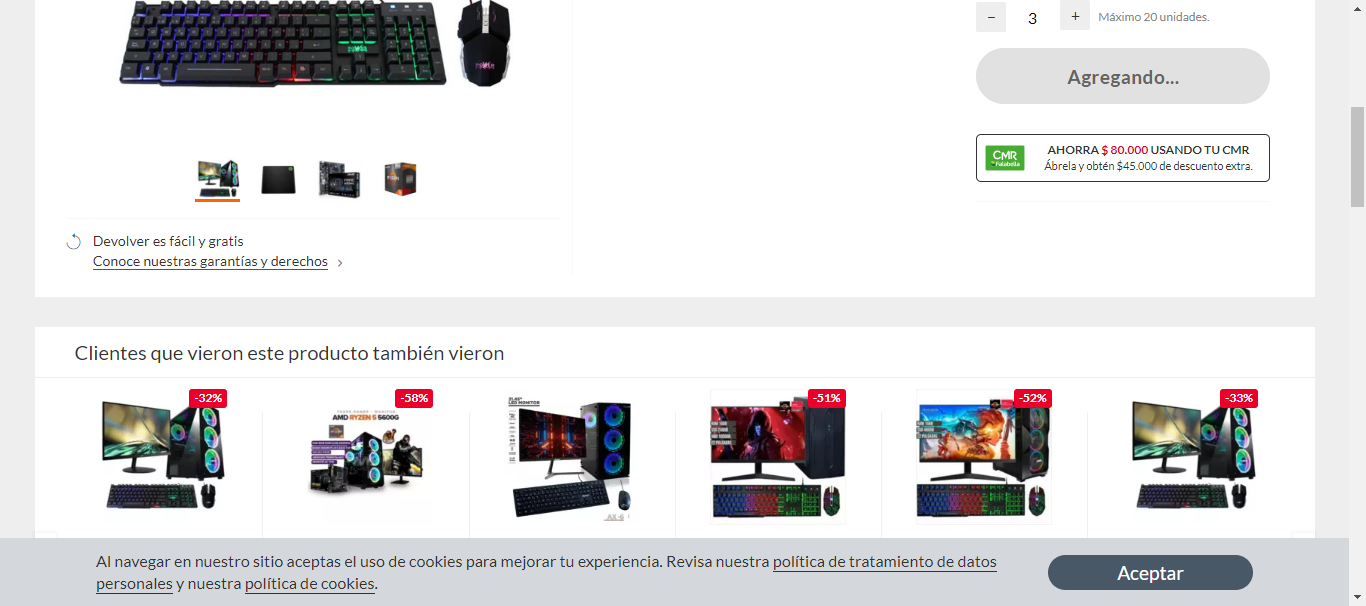 − 3 + Máximo 20 unidades.
Agregando...
CMR
Falabella
AHORRA $ 80.000 USANDO TU CMR
Ábrela y obtén $45.000 de descuento extra.
Devolver es fácil y gratis
Conoce nuestras garantías y derechos >
Clientes que vieron este producto también vieron
-32%
-58%
-51%
-52%
-33%
AMD RYZEN 5 5600G
LED MONITOR
Al navegar en nuestro sitio aceptas el uso de cookies para mejorar tu experiencia. Revisa nuestra política de tratamiento de datos
personales y nuestra política de cookies.
Aceptar